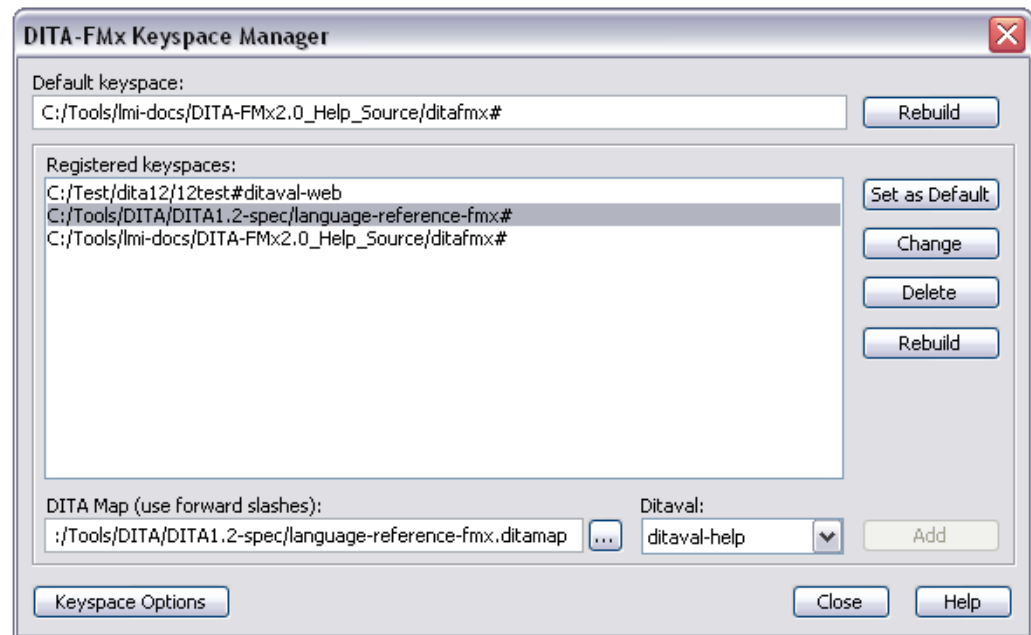 DITA-FMx Keyspace Manager
Default keyspace:
C:/Tools/lmi-docs/DITA-FMx2.0_Help_Source/ditafmx#
Rebuild
Registered keyspaces:
C:/Test/dita12/12test#ditaval-web
C:/Tools/DITA/DITA1.2-spec/language-reference-fmx#
C:/Tools/lmi-docs/DITA-FMx2.0_Help_Source/ditafmx#
Set as Default
Change
Delete
Rebuild
DITA Map (use forward slashes):
:/Tools/DITA/DITA1.2-spec/language-reference-fmx.ditamap
...
Ditaval:
ditaval-help
Add
Keyspace Options
Close
Help